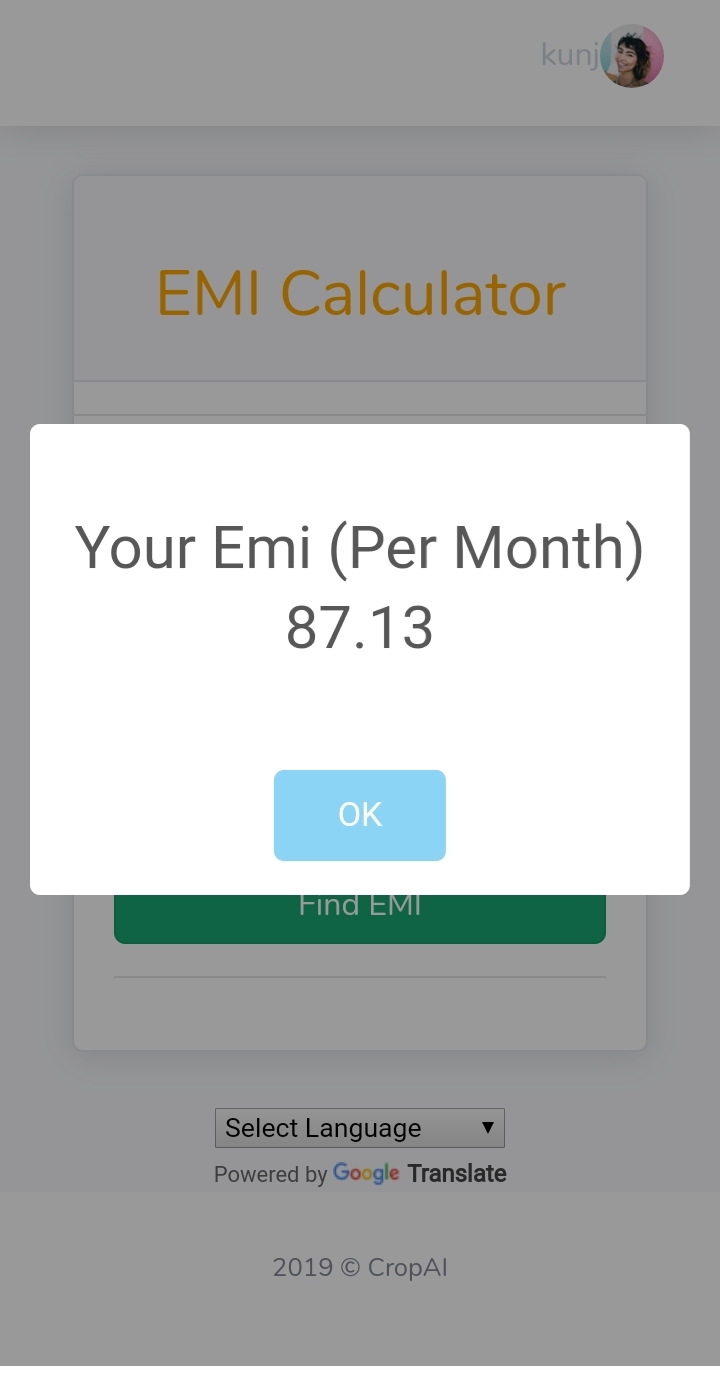 kunj
EMI Calculator
Your Emi (Per Month)
87.13
OK
Find EMI
Select Language ▼
Powered by Google Translate
2019 © CropAI